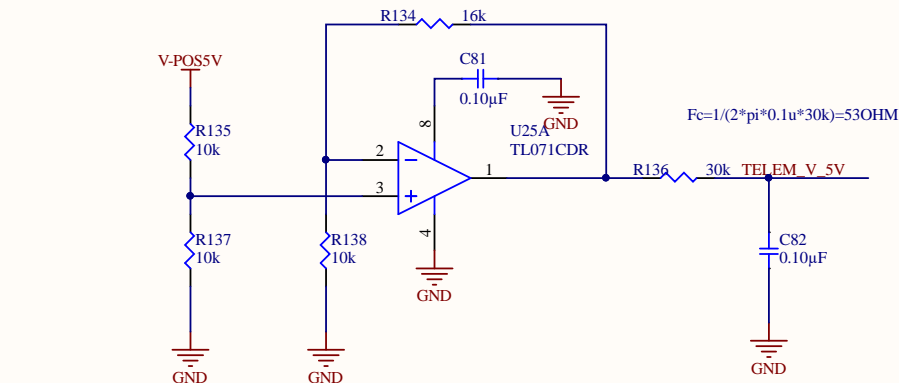 R134 16k
V-POS5V
C81
0.10µF
GND
Fc=1/(2*pi*0.1u*30k)=53OHM
8
U25A
TL071CDR
R135
10k
2
3
1
R136 30k TELEM_V_5V
4
R137
10k
R138
10k
C82
0.10µF
GND
GND
GND
GND